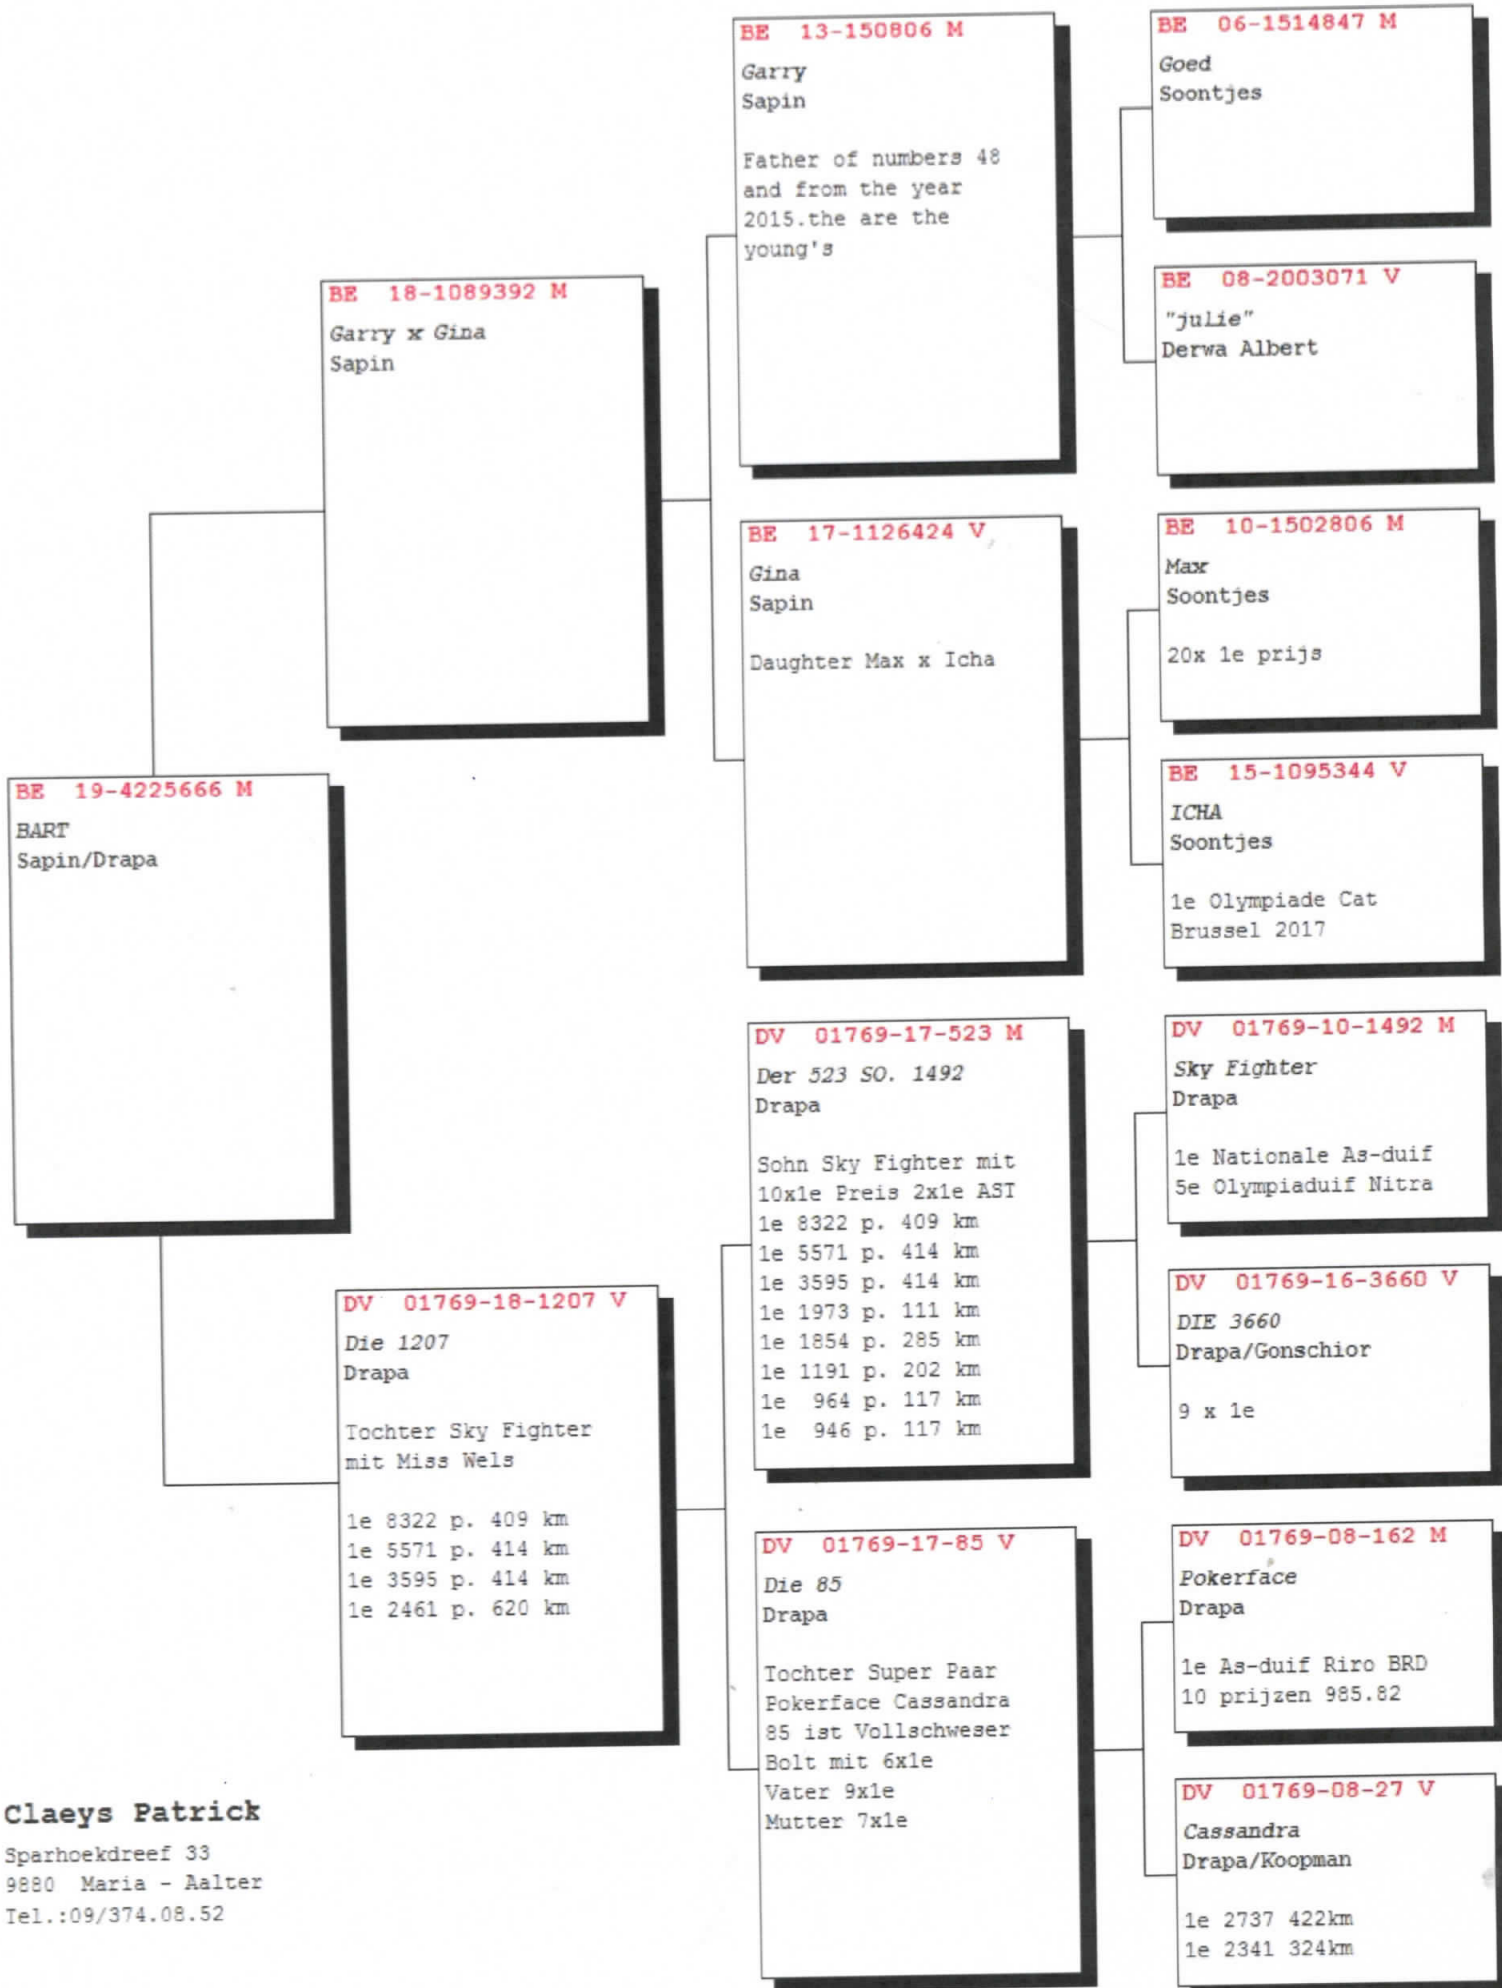 BE 19-4225666 M
BART
Sapin/Drapa
BE 18-1089392 M
Garry x Gina
Sapin
DV 01769-18-1207 V
Die 1207
Drapa
Tochter Sky Fighter
mit Miss Wels
1e 8322 p. 409 km
1e 5571 p. 414 km
1e 3595 p. 414 km
1e 2461 p. 620 km
BE 13-150806 M
Garry
Sapin
Father of numbers 48
and from the year
2015.the are the
young's
BE 17-1126424 V
Gina
Sapin
Daughter Max x Icha
DV 01769-17-523 M
Der 523 SO. 1492
Drapa
Sohn Sky Fighter mit
10x1e Preis 2x1e AST
1e 8322 p. 409 km
1e 5571 p. 414 km
1e 3595 p. 414 km
1e 1973 p. 111 km
1e 1854 p. 285 km
1e 1191 p. 202 km
1e 964 p. 117 km
1e 946 p. 117 km
DV 01769-17-85 V
Die 85
Drapa
Tochter Super Paar
Pokerface Cassandra
85 ist Vollschweser
Bolt mit 6x1e
Vater 9x1e
Mutter 7x1e
BE 06-1514847 M
Goed
Soontjes
BE 08-2003071 V
"julie"
Derwa Albert
BE 10-1502806 M
Max
Soontjes
20x 1e prijs
BE 15-1095344 V
ICHA
Soontjes
1e Olympiade Cat
Brussel 2017
DV 01769-10-1492 M
Sky Fighter
Drapa
1e Nationale As-duif
5e Olympiaduif Nitra
DV 01769-16-3660 V
DIE 3660
Drapa/Gonschior
9 x 1e
DV 01769-08-162 M
Pokerface
Drapa
1e As-duif Riro BRD
10 prijzen 985.82
DV 01769-08-27 V
Cassandra
Drapa/Koopman
1e 2737 422km
1e 2341 324km
Claeys Patrick
Sparhoekdreef 33
9880 Maria - Aalter
Tel.:09/374.08.52